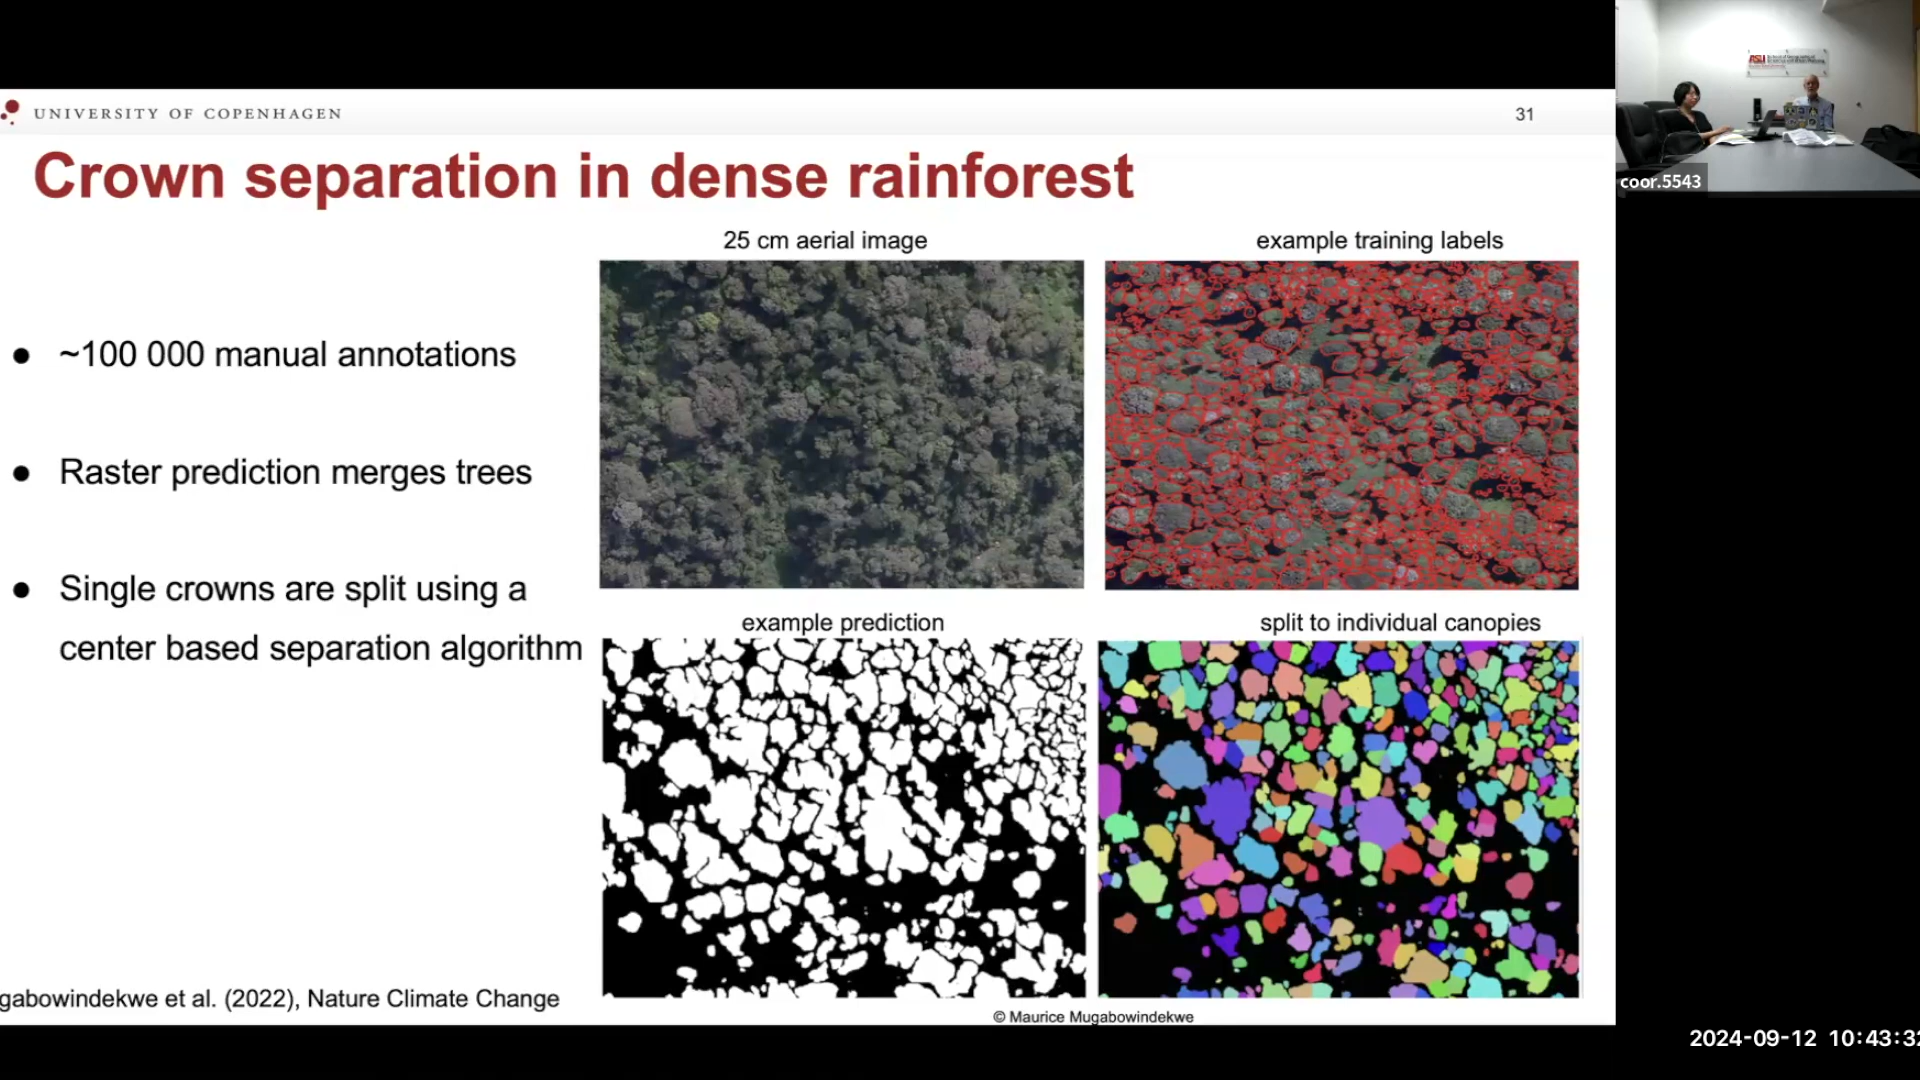 UNIVERSITY OF COPENHAGEN
31
Crown separation in dense rainforest
25 cm aerial image
example training labels
● ~100 000 manual annotations
● Raster prediction merges trees
● Single crowns are split using a
center based separation algorithm
example prediction
split to individual canopies
gabowindekwe et al. (2022), Nature Climate Change
© Maurice Mugabowindekwe
ASU
coor.5543
2024-09-12 10:43:32